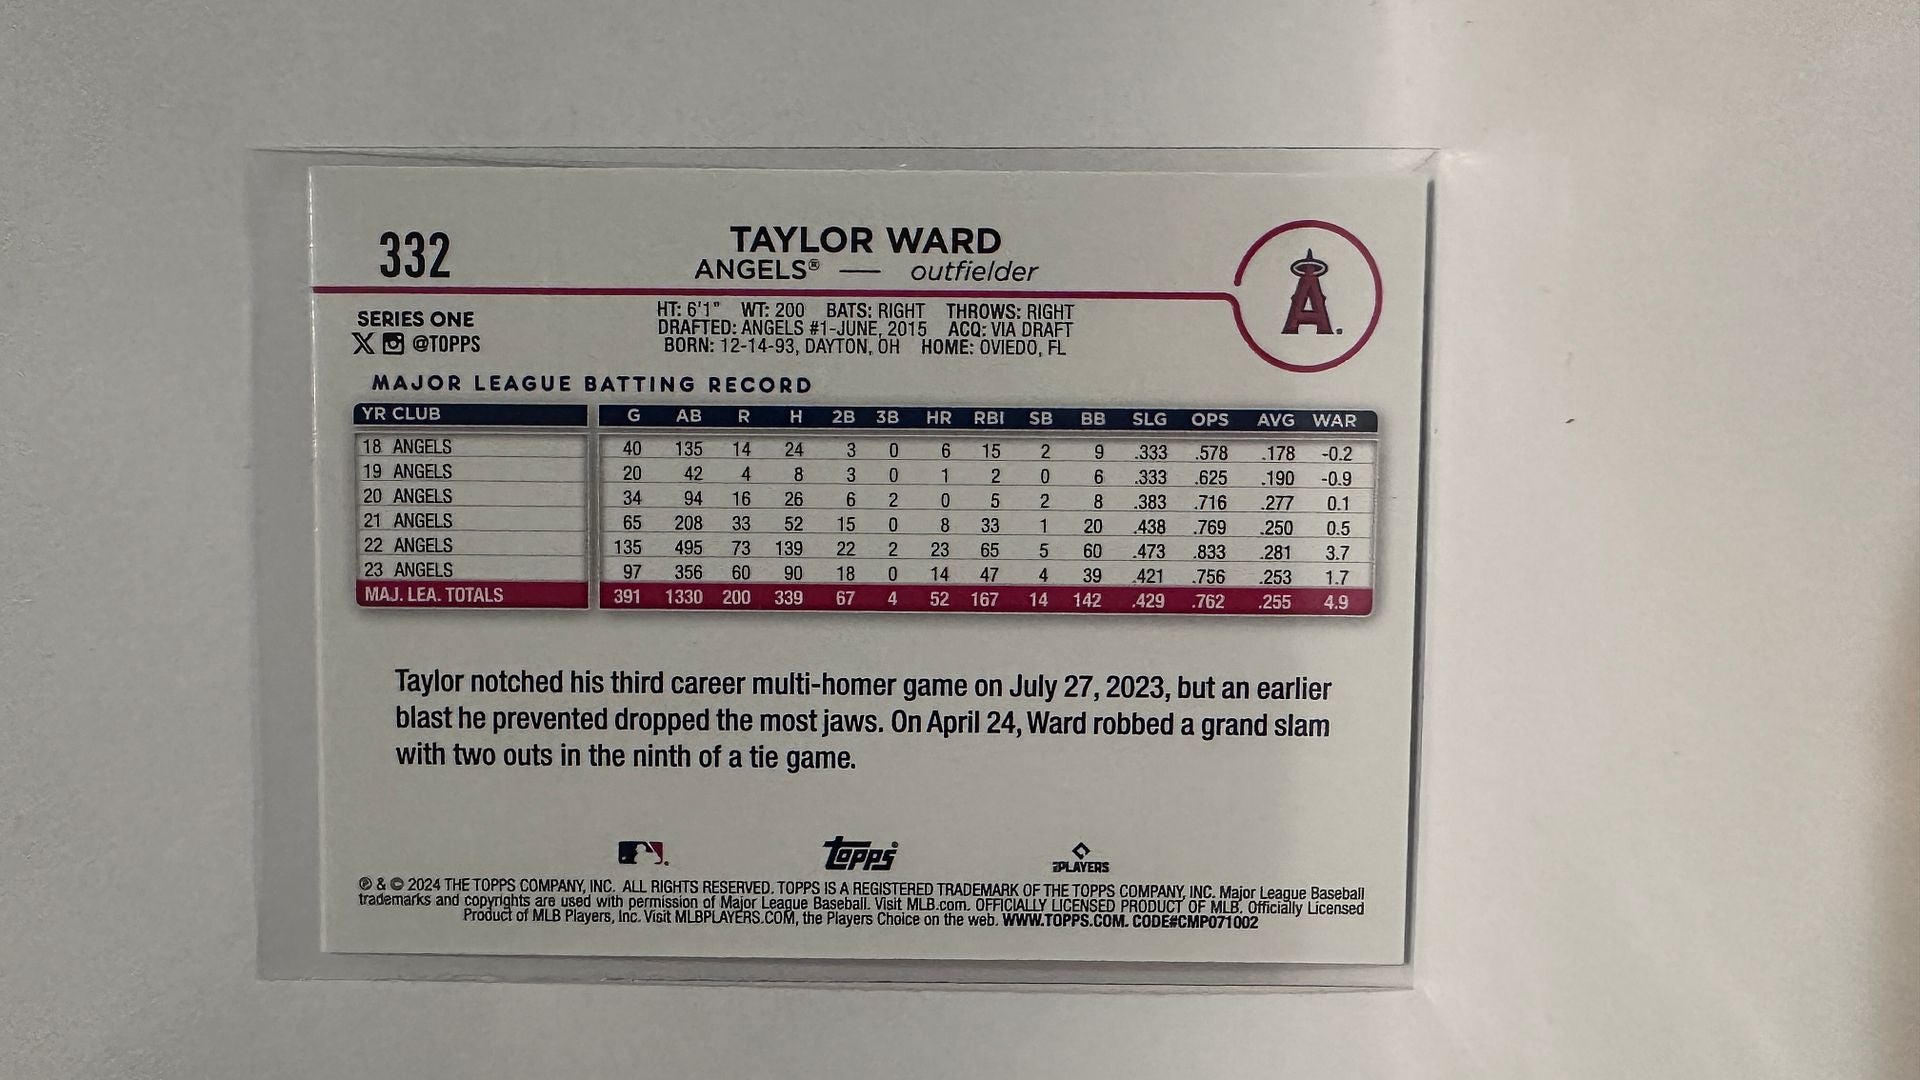 332
TAYLOR WARD
ANGELS® — outfielder
A.
SERIES ONE
@TOPPS
HT: 6'1" WT: 200 BATS: RIGHT THROWS: RIGHT
DRAFTED: ANGELS #1-JUNE, 2015 ACQ: VIA DRAFT
BORN: 12-14-93, DAYTON, OH HOME: OVIEDO, FL
MAJOR LEAGUE BATTING RECORD
YR CLUB G AB R H 2B 3B HR RBI SB BB SLG OPS AVG WAR
18 ANGELS 40 135 14 24 3 0 6 15 2 9 .333 .578 .178 -0.2
19 ANGELS 20 42 4 8 3 0 1 2 0 6 .333 .625 .190 -0.9
20 ANGELS 34 94 16 26 6 2 0 5 2 8 .383 .716 .277 0.1
21 ANGELS 65 208 33 52 15 0 8 33 1 20 .438 .769 .250 0.5
22 ANGELS 135 495 73 139 22 2 23 65 5 60 .473 .833 .281 3.7
23 ANGELS 97 356 60 90 18 0 14 47 4 39 .421 .756 .253 1.7
MAJ. LEA. TOTALS 391 1330 200 339 67 4 52 167 14 142 .429 .762 .255 4.9
Taylor notched his third career multi-homer game on July 27, 2023, but an earlier
blast he prevented dropped the most jaws. On April 24, Ward robbed a grand slam
with two outs in the ninth of a tie game.
topps
PLAYERS
℗ & © 2024 THE TOPPS COMPANY, INC. ALL RIGHTS RESERVED. TOPPS IS A REGISTERED TRADEMARK OF THE TOPPS COMPANY, INC. Major League Baseball
trademarks and copyrights are used with permission of Major League Baseball. Visit MLB.com. OFFICIALLY LICENSED PRODUCT OF MLB. Officially Licensed
Product of MLB Players, Inc. Visit MLBPLAYERS.COM, the Players Choice on the web. WWW.TOPPS.COM. CODE#CMP071002